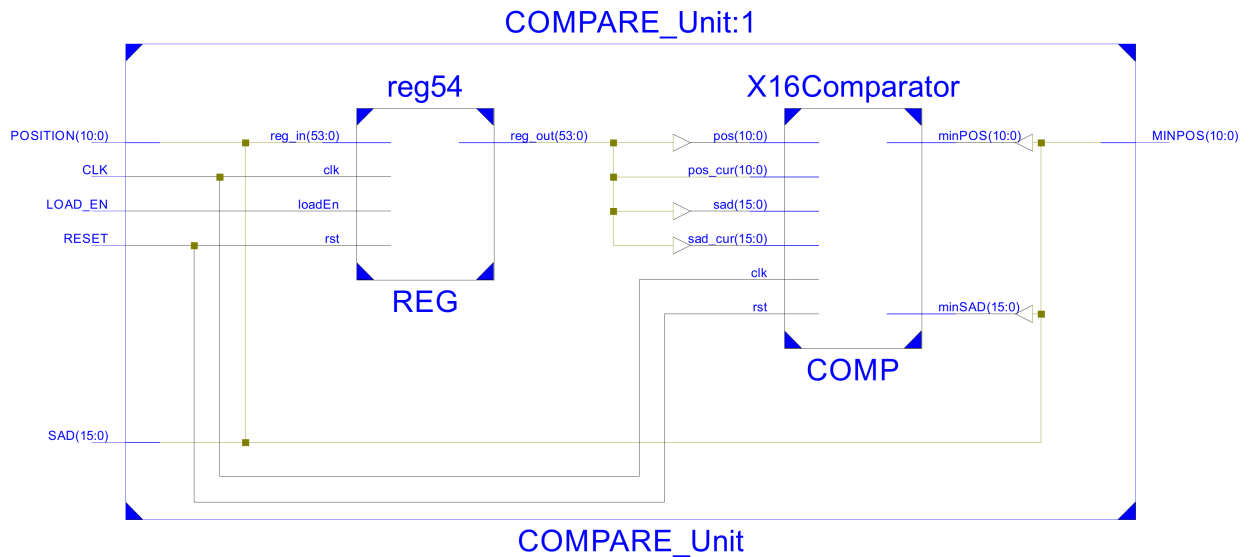 COMPARE_Unit:1
reg54
X16Comparator
POSITION(10:0)
reg_in(53:0)
reg_out(53:0)
pos(10:0)
minPOS(10:0)
MINPOS(10:0)
CLK
clk
pos_cur(10:0)
LOAD_EN
loadEn
sad(15:0)
RESET
rst
sad_cur(15:0)
clk
REG
rst
minSAD(15:0)
COMP
SAD(15:0)
COMPARE_Unit